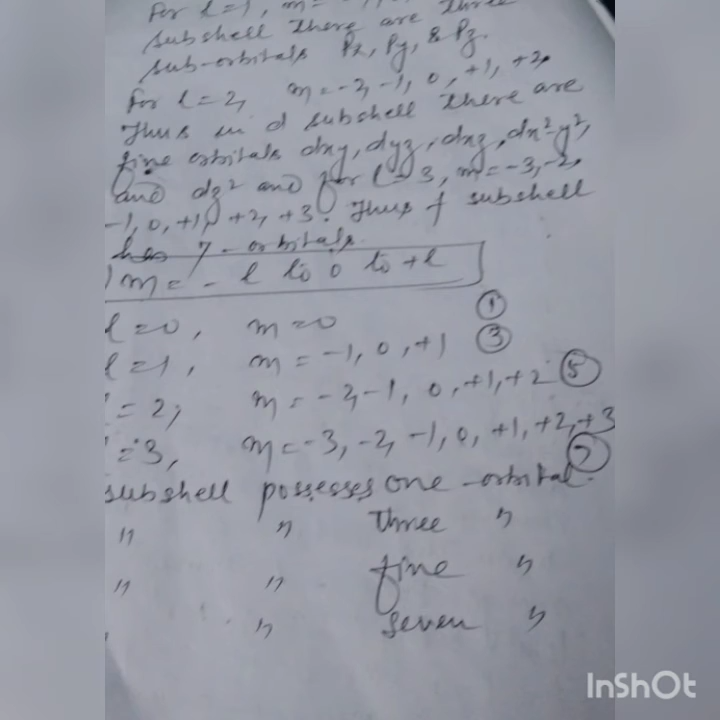 For l=1, m=
subshell there are three
sub-orbitals Px, Py, & Pz.
For l=2, m=-2,-1, 0, +1, +2,
Thus in d subshell there are
five orbitals dxy, dyz, dxz, dx²-y²,
and dz² and for l=3, m=-3,-2,
-1, 0, +1, +2, +3. Thus f subshell
has 7-orbitals.
m = -l to 0 to +l
l=0, m=0 ①
l=1, m=-1, 0, +1 ③
=2, m=-2,-1, 0, +1, +2 ⑤
=3, m=-3, -2, -1, 0, +1, +2, +3
⑦
subshell possesses one-orbital.
" " three "
" " five "
" seven "
InShOt